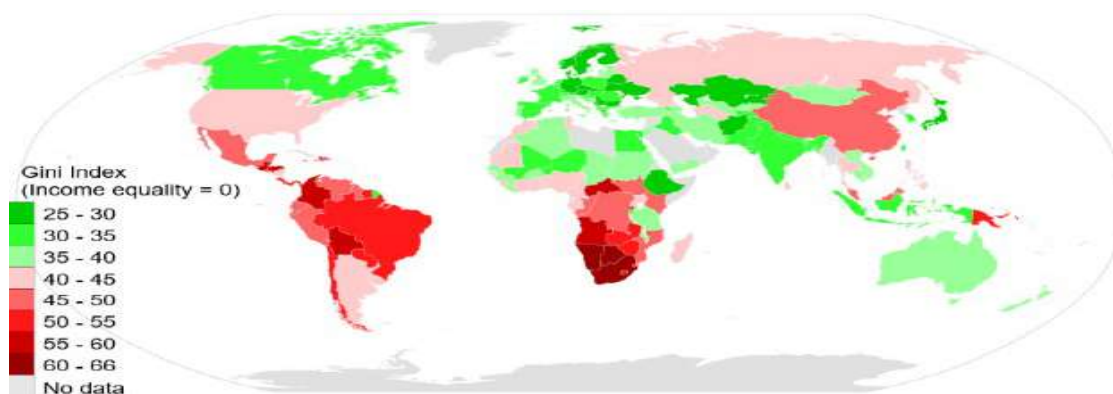 Gini Index
(Income equality = 0)
25 - 30
30 - 35
35 - 40
40 - 45
45 - 50
50 - 55
55 - 60
60 - 66
No data